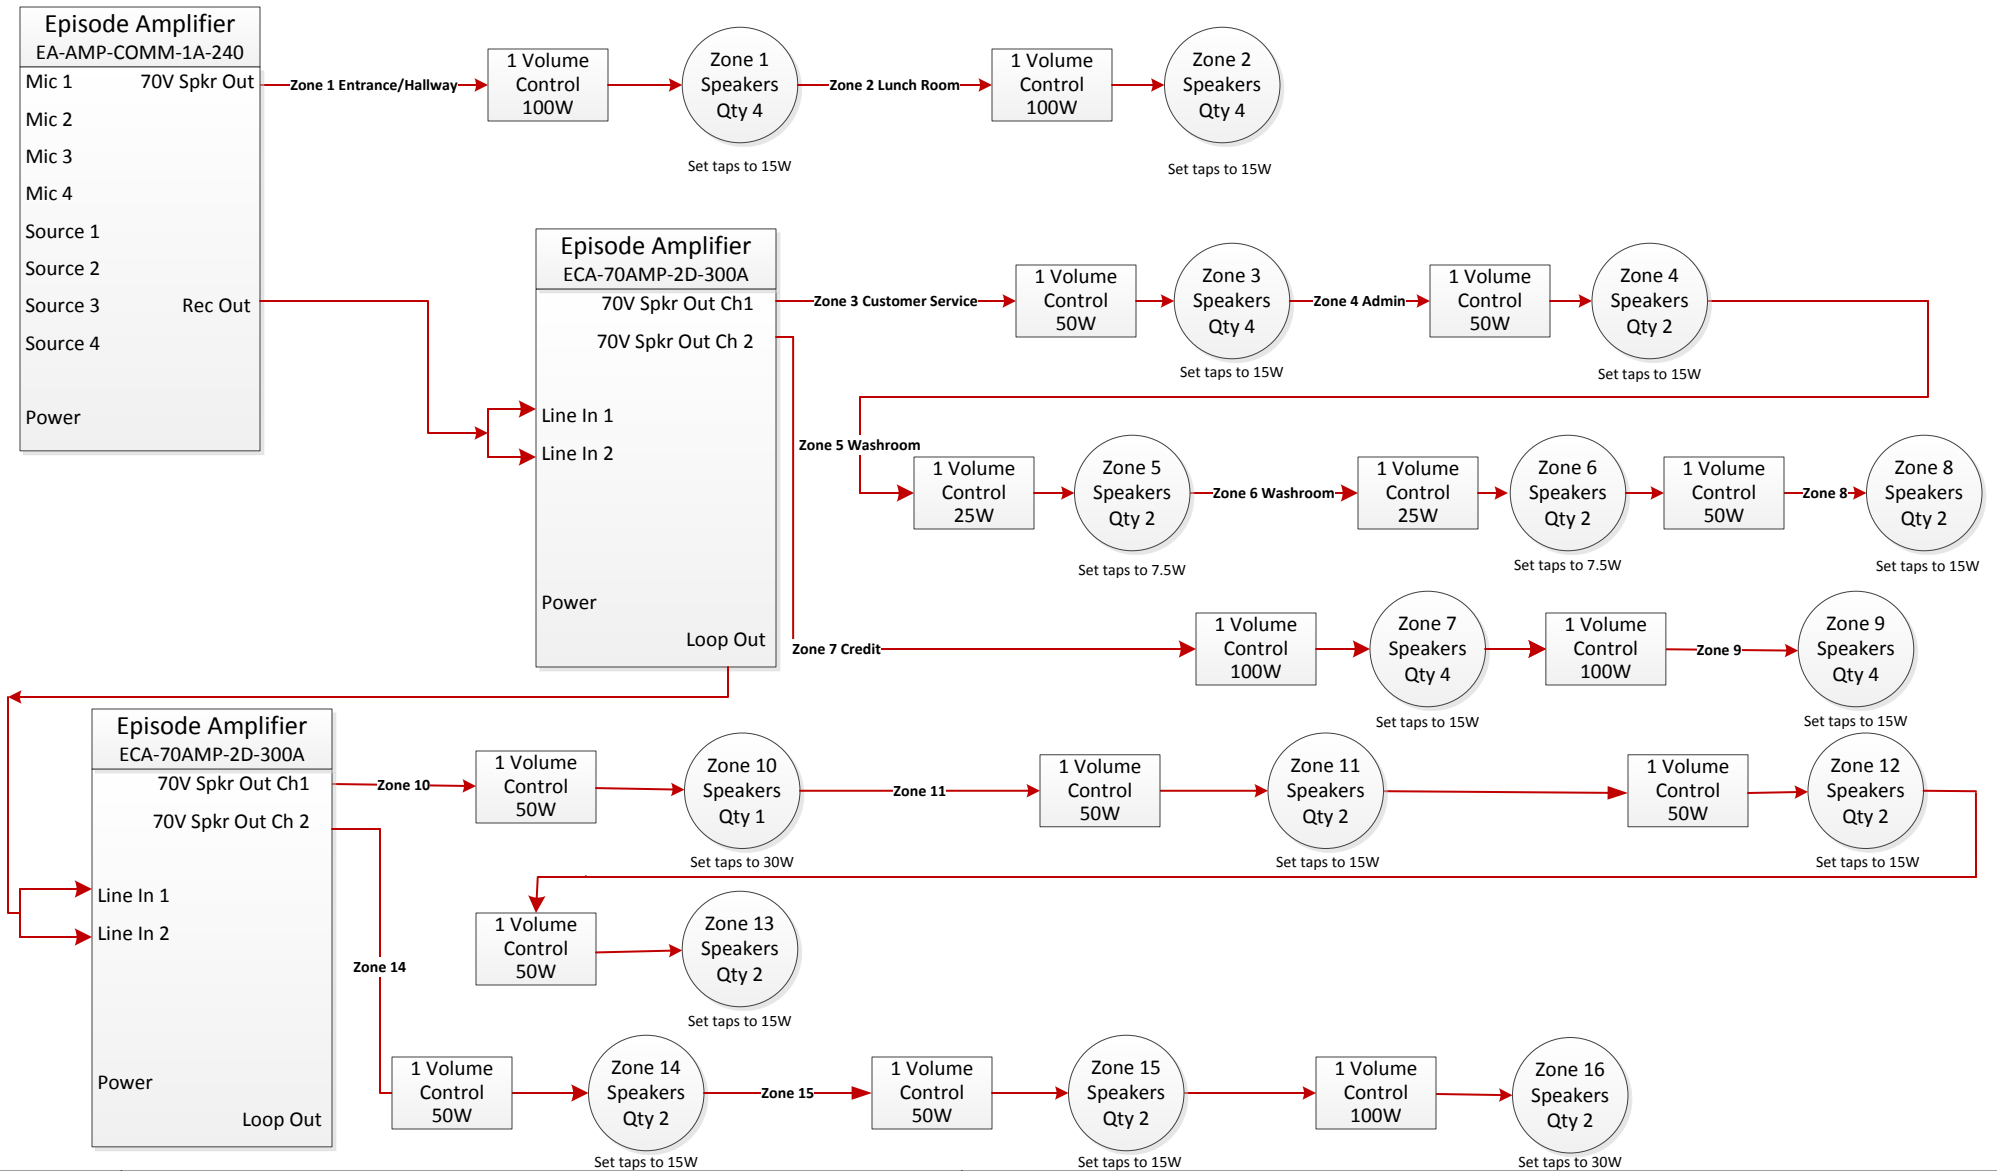 Episode Amplifier
EA-AMP-COMM-1A-240
Mic 1
70V Spkr Out
Mic 2
Mic 3
Mic 4
Source 1
Source 2
Source 3
Rec Out
Source 4
Power
Zone 1 Entrance/Hallway
1 Volume
Control
100W
Zone 1
Speakers
Qty 4
Set taps to 15W
Zone 2 Lunch Room
1 Volume
Control
100W
Zone 2
Speakers
Qty 4
Set taps to 15W
Episode Amplifier
ECA-70AMP-2D-300A
70V Spkr Out Ch1
70V Spkr Out Ch 2
Line In 1
Line In 2
Power
Loop Out
Zone 3 Customer Service
1 Volume
Control
50W
Zone 3
Speakers
Qty 4
Set taps to 15W
Zone 4 Admin
1 Volume
Control
50W
Zone 4
Speakers
Qty 2
Set taps to 15W
Zone 5 Washroom
1 Volume
Control
25W
Zone 5
Speakers
Qty 2
Set taps to 7.5W
Zone 6 Washroom
1 Volume
Control
25W
Zone 6
Speakers
Qty 2
Set taps to 7.5W
1 Volume
Control
50W
Zone 8
Zone 8
Speakers
Qty 2
Set taps to 15W
Zone 7 Credit
1 Volume
Control
100W
Zone 7
Speakers
Qty 4
Set taps to 15W
1 Volume
Control
100W
Zone 9
Zone 9
Speakers
Qty 4
Set taps to 15W
Episode Amplifier
ECA-70AMP-2D-300A
70V Spkr Out Ch1
70V Spkr Out Ch 2
Line In 1
Line In 2
Power
Loop Out
Zone 10
1 Volume
Control
50W
Zone 10
Speakers
Qty 1
Set taps to 30W
Zone 11
1 Volume
Control
50W
Zone 11
Speakers
Qty 2
Set taps to 15W
1 Volume
Control
50W
Zone 12
Speakers
Qty 2
Set taps to 15W
1 Volume
Control
50W
Zone 13
Speakers
Qty 2
Set taps to 15W
Zone 14
1 Volume
Control
50W
Zone 14
Speakers
Qty 2
Set taps to 15W
Zone 15
1 Volume
Control
50W
Zone 15
Speakers
Qty 2
Set taps to 15W
1 Volume
Control
100W
Zone 16
Speakers
Qty 2
Set taps to 30W